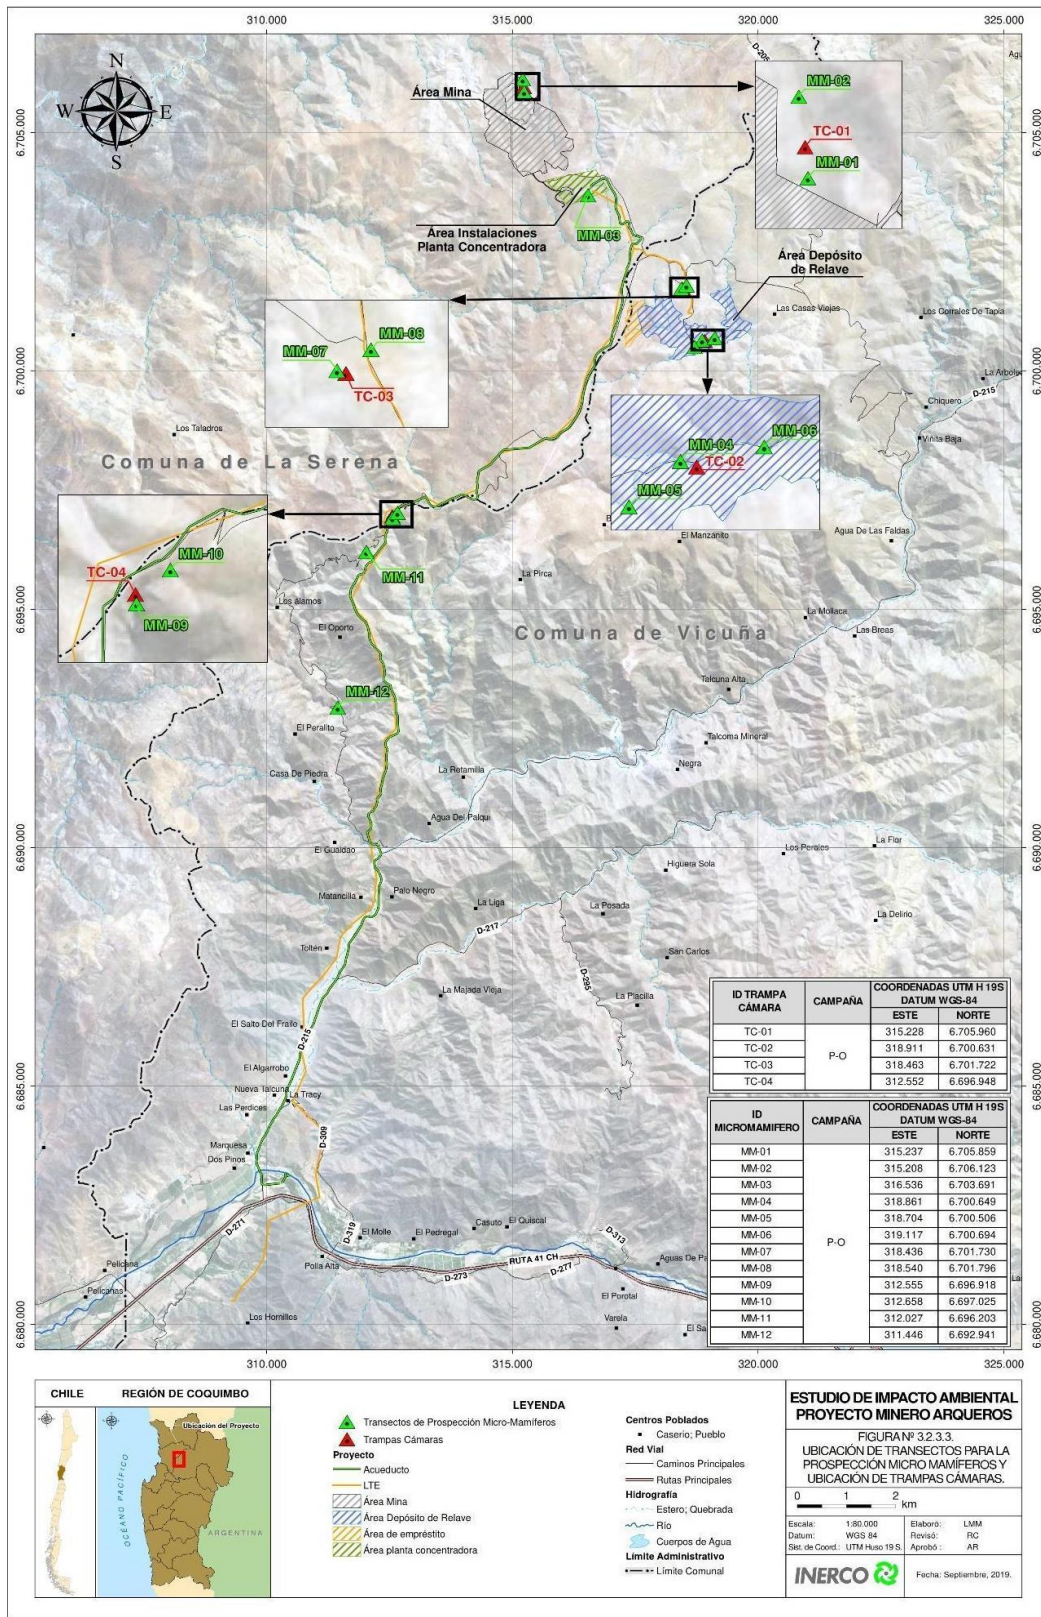 310.000
315.000
320.000
325.000
N
W
E
S
6.705.000
6.700.000
6.695.000
6.690.000
6.685.000
6.680.000
D-205
Área Mina
MM-02
TC-01
MM-01
Área Instalaciones
Planta Concentradora
MM-03
Área Depósito
de Relave
Las Casas Viejas
Los Corrales De Tapia
MM-08
MM-07
TC-03
D-215
Chiquero
Viñita Baja
Los Taladros
Comuna de La Serena
MM-06
MM-04
TC-02
MM-05
MM-10
TC-04
MM-09
MM-11
El Manzanito
Agua De Las Faldas
La Pirca
Los álamos
El Oporto
Comuna de Vicuña
La Mollaca
Las Breas
Talcuna Alta
MM-12
El Peralito
Talcoma Mineral
Casa De Piedra
La Retamilla
Negra
Agua Del Palqui
El Gualdao
Los Perales
La Flor
Higuera Sola
Matancilla
Palo Negro
La Liga
La Posada
La Delirio
D-217
Toltén
San Carlos
D-295
La Majada Vieja
La Placilla
El Salto Del Fraile
D-215
El Algarrobo
Nueva Talcuna
La Tracy
Las Perdices
D-309
Marquesa
Dos Pinos
D-271
D-319
El Molle
El Pedregal
Casuto
El Quiscal
D-313
RUTA 41 CH
Pelicana
Polla Alta
D-273
D-277
Pelicanas
El Porotal
Los Hornillos
Varela
ID TRAMPA
CÁMARA
CAMPAÑA
COORDENADAS UTM H 19S
DATUM WGS-84
ESTE NORTE
TC-01 315.228 6.705.960
TC-02 318.911 6.700.631
P-O
TC-03 318.463 6.701.722
TC-04 312.552 6.696.948
ID
MICROMAMIFERO
CAMPAÑA
COORDENADAS UTM H 19S
DATUM WGS-84
ESTE NORTE
MM-01 315.237 6.705.859
MM-02 315.208 6.706.123
MM-03 316.536 6.703.691
MM-04 318.861 6.700.649
MM-05 318.704 6.700.506
MM-06 319.117 6.700.694
P-O
MM-07 318.436 6.701.730
MM-08 318.540 6.701.796
MM-09 312.555 6.696.918
MM-10 312.658 6.697.025
MM-11 312.027 6.696.203
MM-12 311.446 6.692.941
310.000
315.000
320.000
325.000
CHILE
REGIÓN DE COQUIMBO
Ubicación del Proyecto
OCÉANO PACÍFICO
ARGENTINA
LEYENDA
Transectos de Prospección Micro-Mamíferos
Trampas Cámaras
Proyecto
Acueducto
LTE
Área Mina
Área Depósito de Relave
Área de empréstito
Área planta concentradora
Centros Poblados
Caserio; Pueblo
Red Vial
Caminos Principales
Rutas Principales
Hidrografía
Estero; Quebrada
Río
Cuerpos de Agua
Límite Administrativo
Límite Comunal
ESTUDIO DE IMPACTO AMBIENTAL
PROYECTO MINERO ARQUEROS
FIGURA Nº 3.2.3.3.
UBICACIÓN DE TRANSECTOS PARA LA
PROSPECCIÓN MICRO MAMÍFEROS Y
UBICACIÓN DE TRAMPAS CÁMARAS.
0 1 2
km
Escala: 1:80.000
Datum: WGS 84
Sist. de Coord.: UTM Huso 19 S.
Elaboró: LMM
Revisó: RC
Aprobó: AR
INERCO
Fecha: Septiembre, 2019.